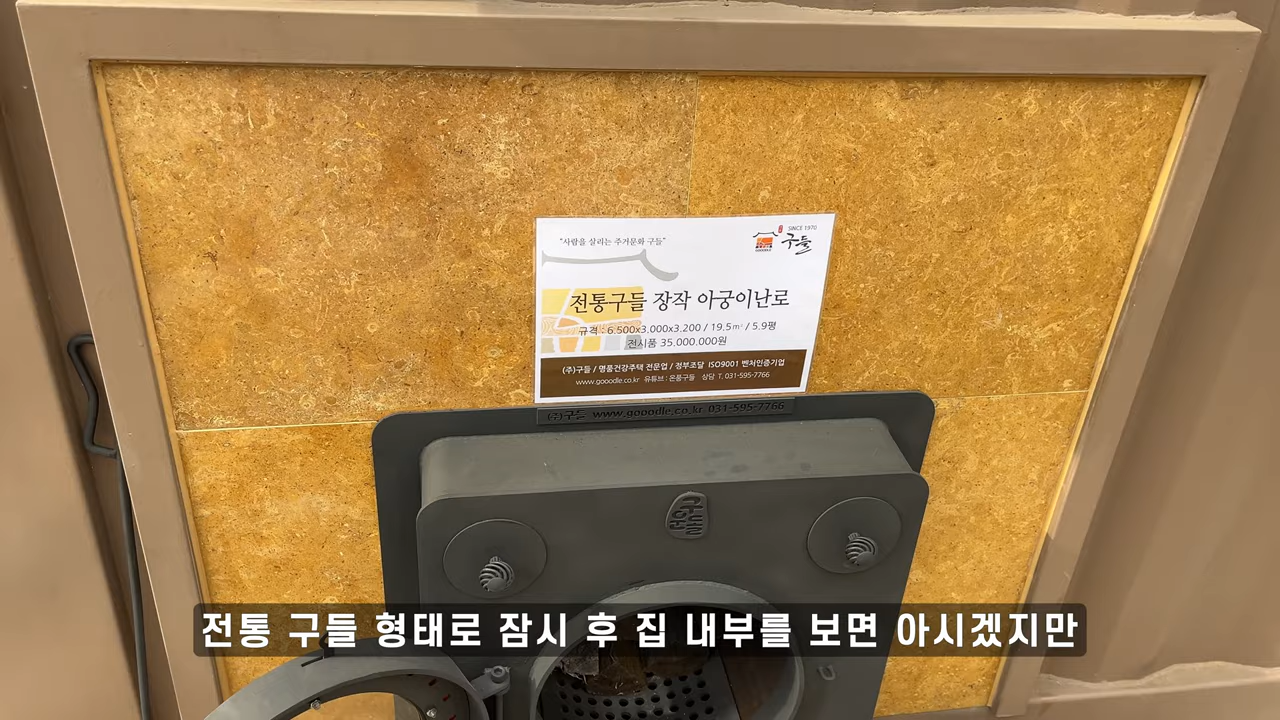 "사람을 살리는 주거문화 구들"
SINCE 1970
구들
GOOODLE
전통구들 장작 아궁이난로
규격 : 6.500x3.000x3.200 / 19.5㎡ / 5.9평
전시품 35.000.000원
(주)구들 / 명품건강주택 전문업 / 정부조달 ISO9001 벤처인증기업
www.gooodle.co.kr 유튜브 : 온풍구들 상담 T. 031-595-7766
(주)구들 www.gooodle.co.kr 031-595-7766
전통 구들 형태로 잠시 후 집 내부를 보면 아시겠지만